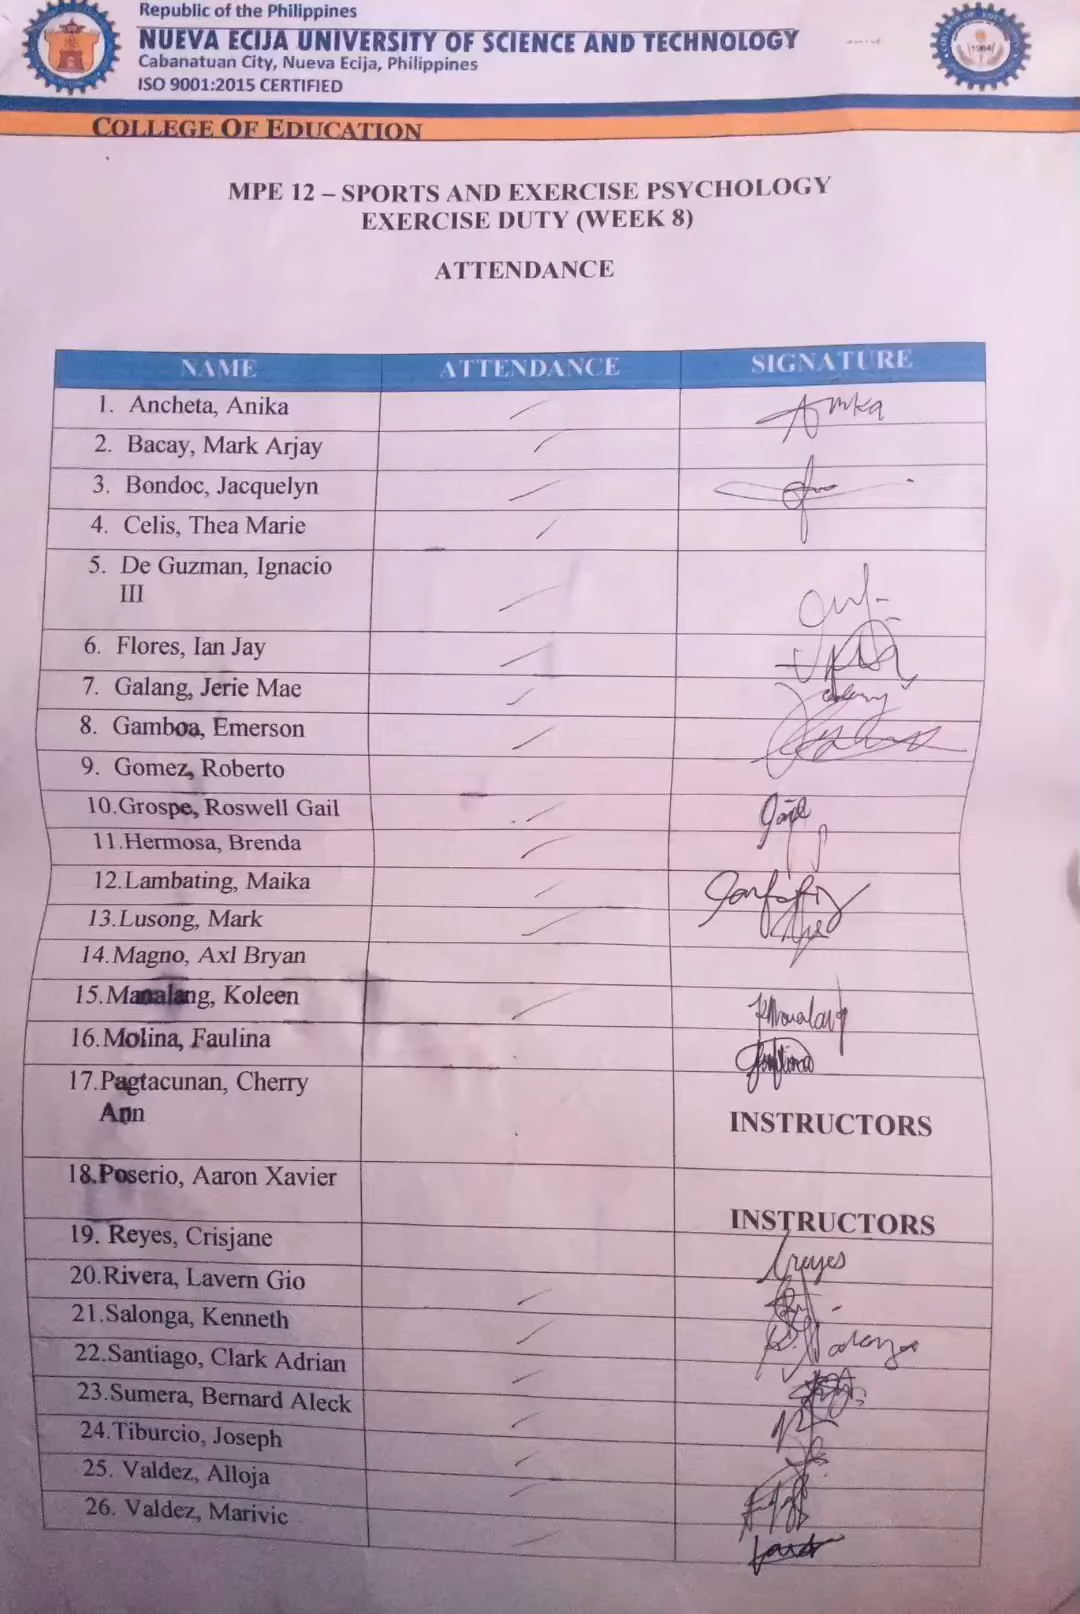 Republic of the Philippines
NUEVA ECIJA UNIVERSITY OF SCIENCE AND TECHNOLOGY
Cabanatuan City, Nueva Ecija, Philippines
ISO 9001:2015 CERTIFIED
1964
COLLEGE OF EDUCATION
MPE 12 – SPORTS AND EXERCISE PSYCHOLOGY
EXERCISE DUTY (WEEK 8)
ATTENDANCE
NAME ATTENDANCE SIGNATURE
1. Ancheta, Anika Anika
2. Bacay, Mark Arjay
3. Bondoc, Jacquelyn
4. Celis, Thea Marie
5. De Guzman, Ignacio
III
6. Flores, Ian Jay
7. Galang, Jerie Mae
8. Gamboa, Emerson
9. Gomez, Roberto
10.Grospe, Roswell Gail Gail
11.Hermosa, Brenda
12.Lambating, Maika
13.Lusong, Mark
14.Magno, Axl Bryan
15.Manalang, Koleen KManalang
16.Molina, Faulina
17.Pagtacunan, Cherry
Ann
INSTRUCTORS
18.Poserio, Aaron Xavier
INSTRUCTORS
19. Reyes, Crisjane Creyes
20.Rivera, Lavern Gio
21.Salonga, Kenneth
22.Santiago, Clark Adrian
23.Sumera, Bernard Aleck
24.Tiburcio, Joseph
25. Valdez, Alloja
26. Valdez, Marivic